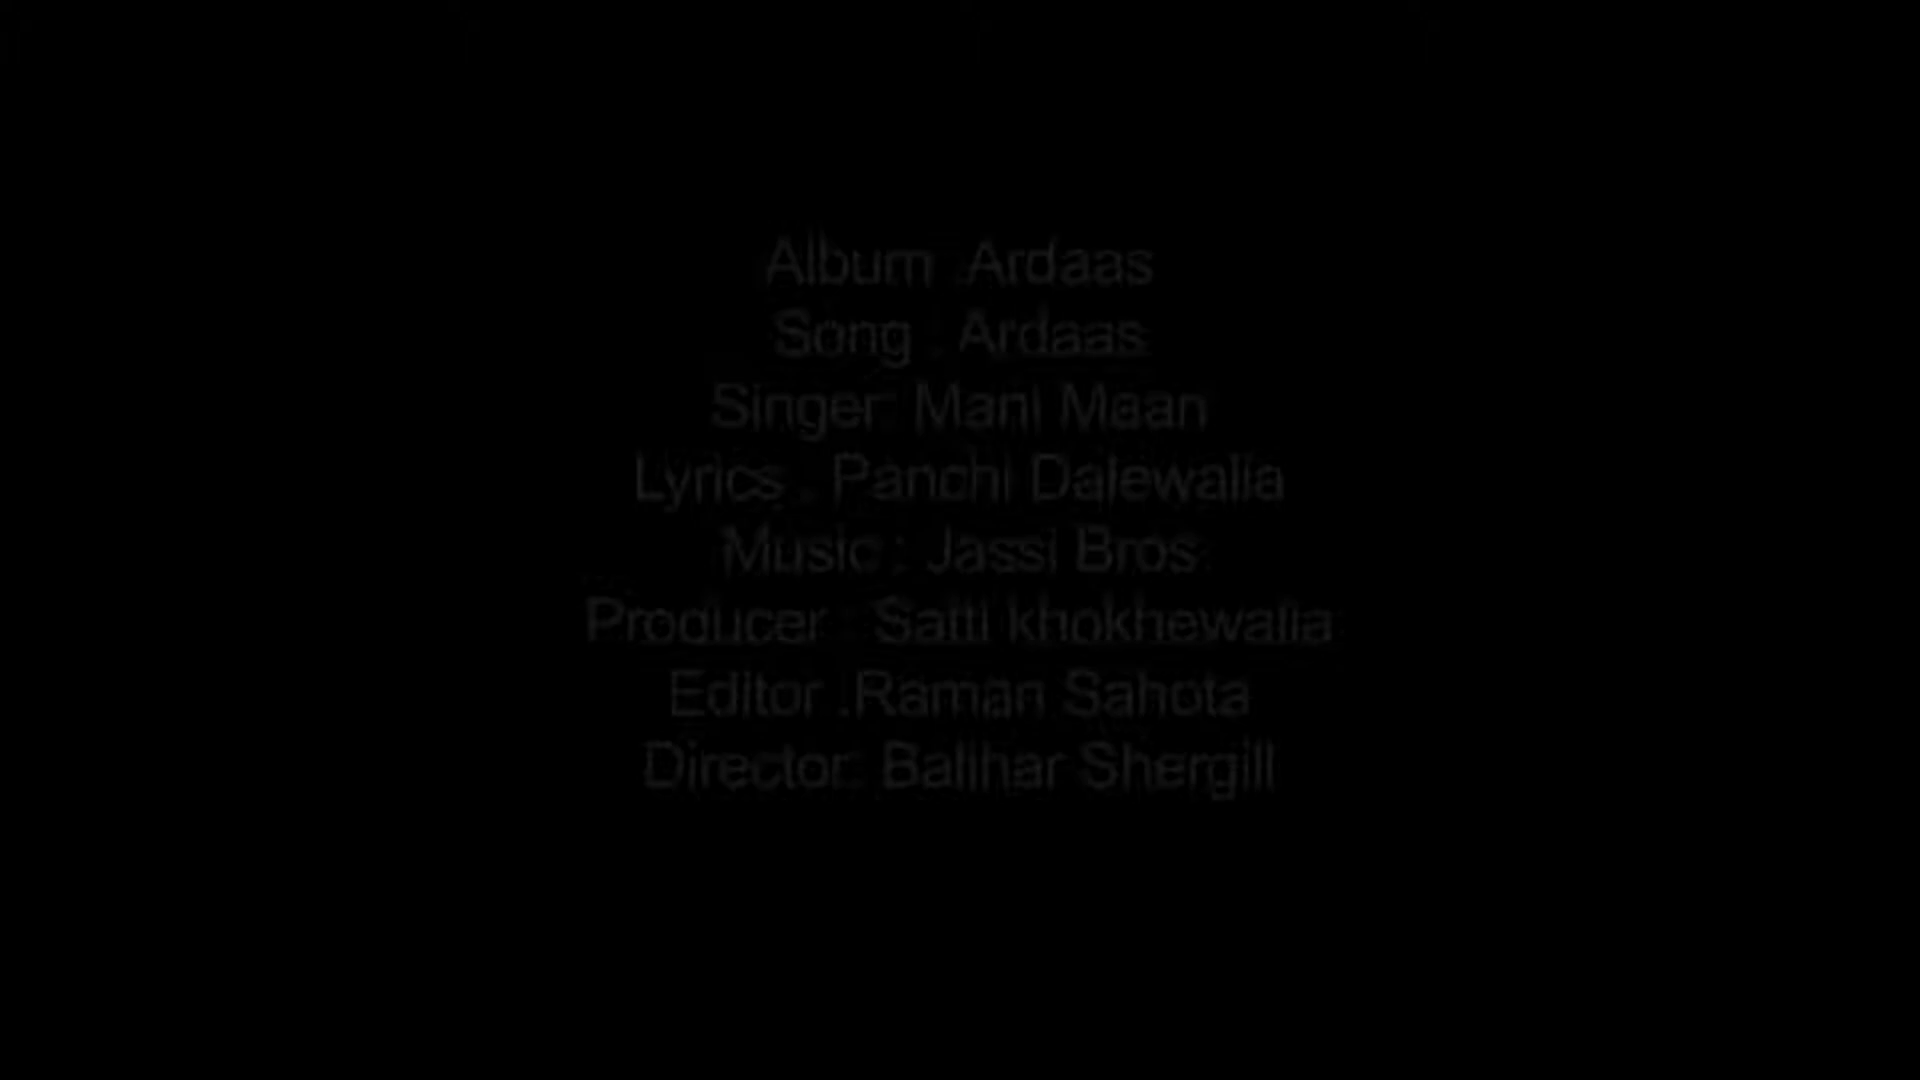 Album :Ardaas
Song : Ardaas
Singer: Mani Maan
Lyrics : Panchi Dalewalia
Music : Jassi Bros
Producer : Satti khokhewalia
Editor :Raman Sahota
Director: Balihar Shergill